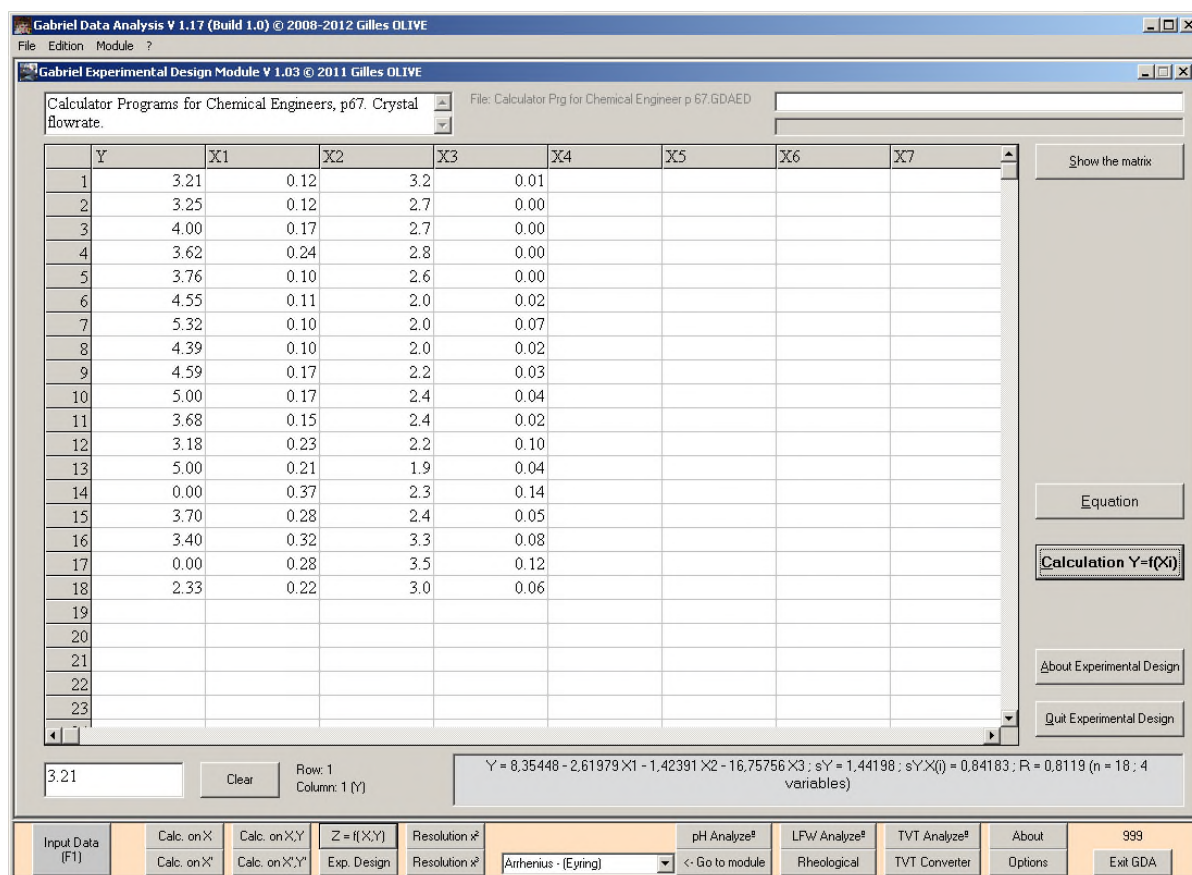 Gabriel Data Analysis V 1.17 (Build 1.0) © 2008-2012 Gilles OLIVE
File Edition Module ?
Gabriel Experimental Design Module V 1.03 © 2011 Gilles OLIVE
Calculator Programs for Chemical Engineers, p67. Crystal
flowrate.
File: Calculator Prg for Chemical Engineer p 67.GDAED
Y X1 X2 X3 X4 X5 X6 X7
1 3.21 0.12 3.2 0.01
2 3.25 0.12 2.7 0.00
3 4.00 0.17 2.7 0.00
4 3.62 0.24 2.8 0.00
5 3.76 0.10 2.6 0.00
6 4.55 0.11 2.0 0.02
7 5.32 0.10 2.0 0.07
8 4.39 0.10 2.0 0.02
9 4.59 0.17 2.2 0.03
10 5.00 0.17 2.4 0.04
11 3.68 0.15 2.4 0.02
12 3.18 0.23 2.2 0.10
13 5.00 0.21 1.9 0.04
14 0.00 0.37 2.3 0.14
15 3.70 0.28 2.4 0.05
16 3.40 0.32 3.3 0.08
17 0.00 0.28 3.5 0.12
18 2.33 0.22 3.0 0.06
19
20
21
22
23
Show the matrix
Equation
Calculation Y=f(Xi)
About Experimental Design
Quit Experimental Design
3.21
Clear
Row: 1
Column: 1 (Y)
Y = 8,35448 - 2,61979 X1 - 1,42391 X2 - 16,75756 X3 ; sY = 1,44198 ; sY.X(i) = 0,84183 ; R = 0,8119 (n = 18 ; 4
variables)
Input Data
(F1)
Calc. on X Calc. on X,Y Z = f(X,Y) Resolution x² pH Analyze² LFW Analyze² TVT Analyze² About 999
Calc. on X' Calc. on X',Y' Exp. Design Resolution x³ Arrhenius - (Eyring) <- Go to module Rheological TVT Converter Options Exit GDA